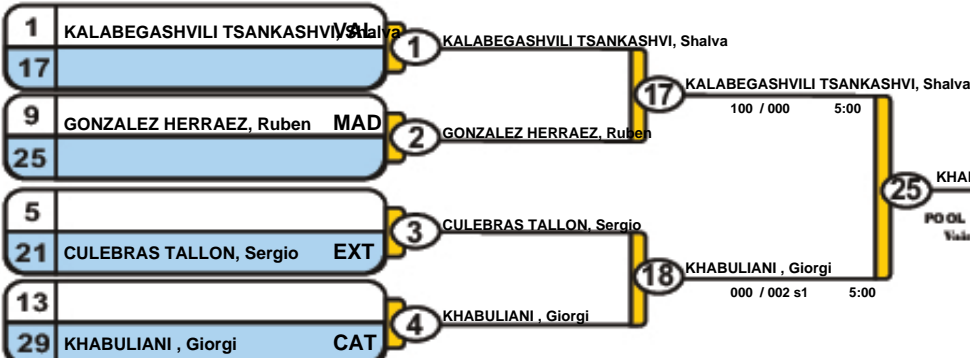 1 KALABEGASHVILI TSANKASHVI, Shalva VAL
17
9 GONZALEZ HERRAEZ, Ruben MAD
25
5
21 CULEBRAS TALLON, Sergio EXT
13
29 KHABULIANI , Giorgi CAT
1 KALABEGASHVILI TSANKASHVI, Shalva
2 GONZALEZ HERRAEZ, Ruben
3 CULEBRAS TALLON, Sergio
4 KHABULIANI , Giorgi
17 KALABEGASHVILI TSANKASHVI, Shalva
100 / 000 5:00
18 KHABULIANI , Giorgi
000 / 002 s1 5:00
25
POOL